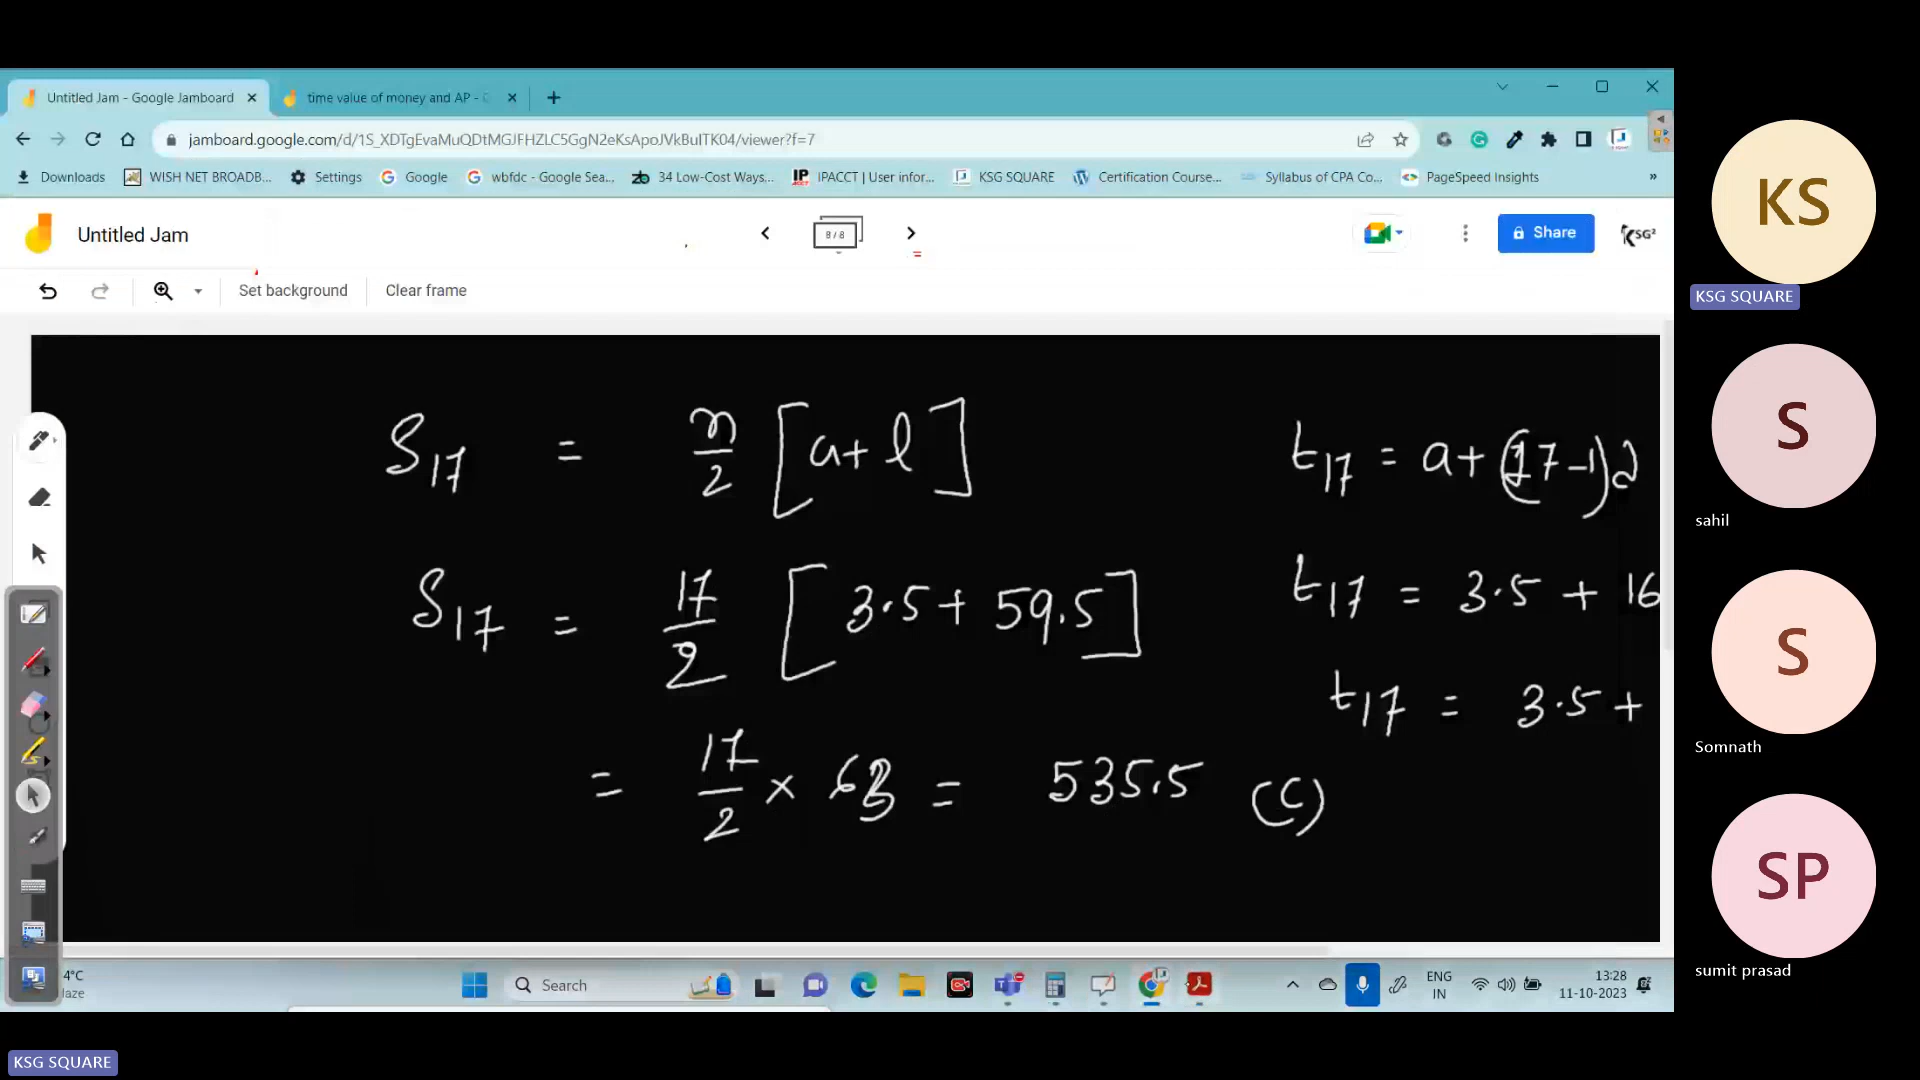 Untitled Jam - Google Jamboard
time value of money and AP -
jamboard.google.com/d/1S_XDTgEvaMuQDtMGJFHZLC5GgN2eKsApoJVkBuITK04/viewer?f=7
Downloads WISH NET BROADB... Settings Google wbfdc - Google Sea... 34 Low-Cost Ways... IPACCT | User infor... KSG SQUARE Certification Course... Syllabus of CPA Co... PageSpeed Insights »
Untitled Jam
8 / 8
Share
KSG²
Set background
Clear frame
S17 = n/2 [a+l]
t17 = a+(17-1)d
S17 = 17/2 [3.5+59.5]
t17 = 3.5 + 16
t17 = 3.5 +
= 17/2 × 63 = 535.5 (C)
4°C
Search
ENG
IN
13:28
11-10-2023
KS
KSG SQUARE
S
sahil
S
Somnath
SP
sumit prasad
KSG SQUARE